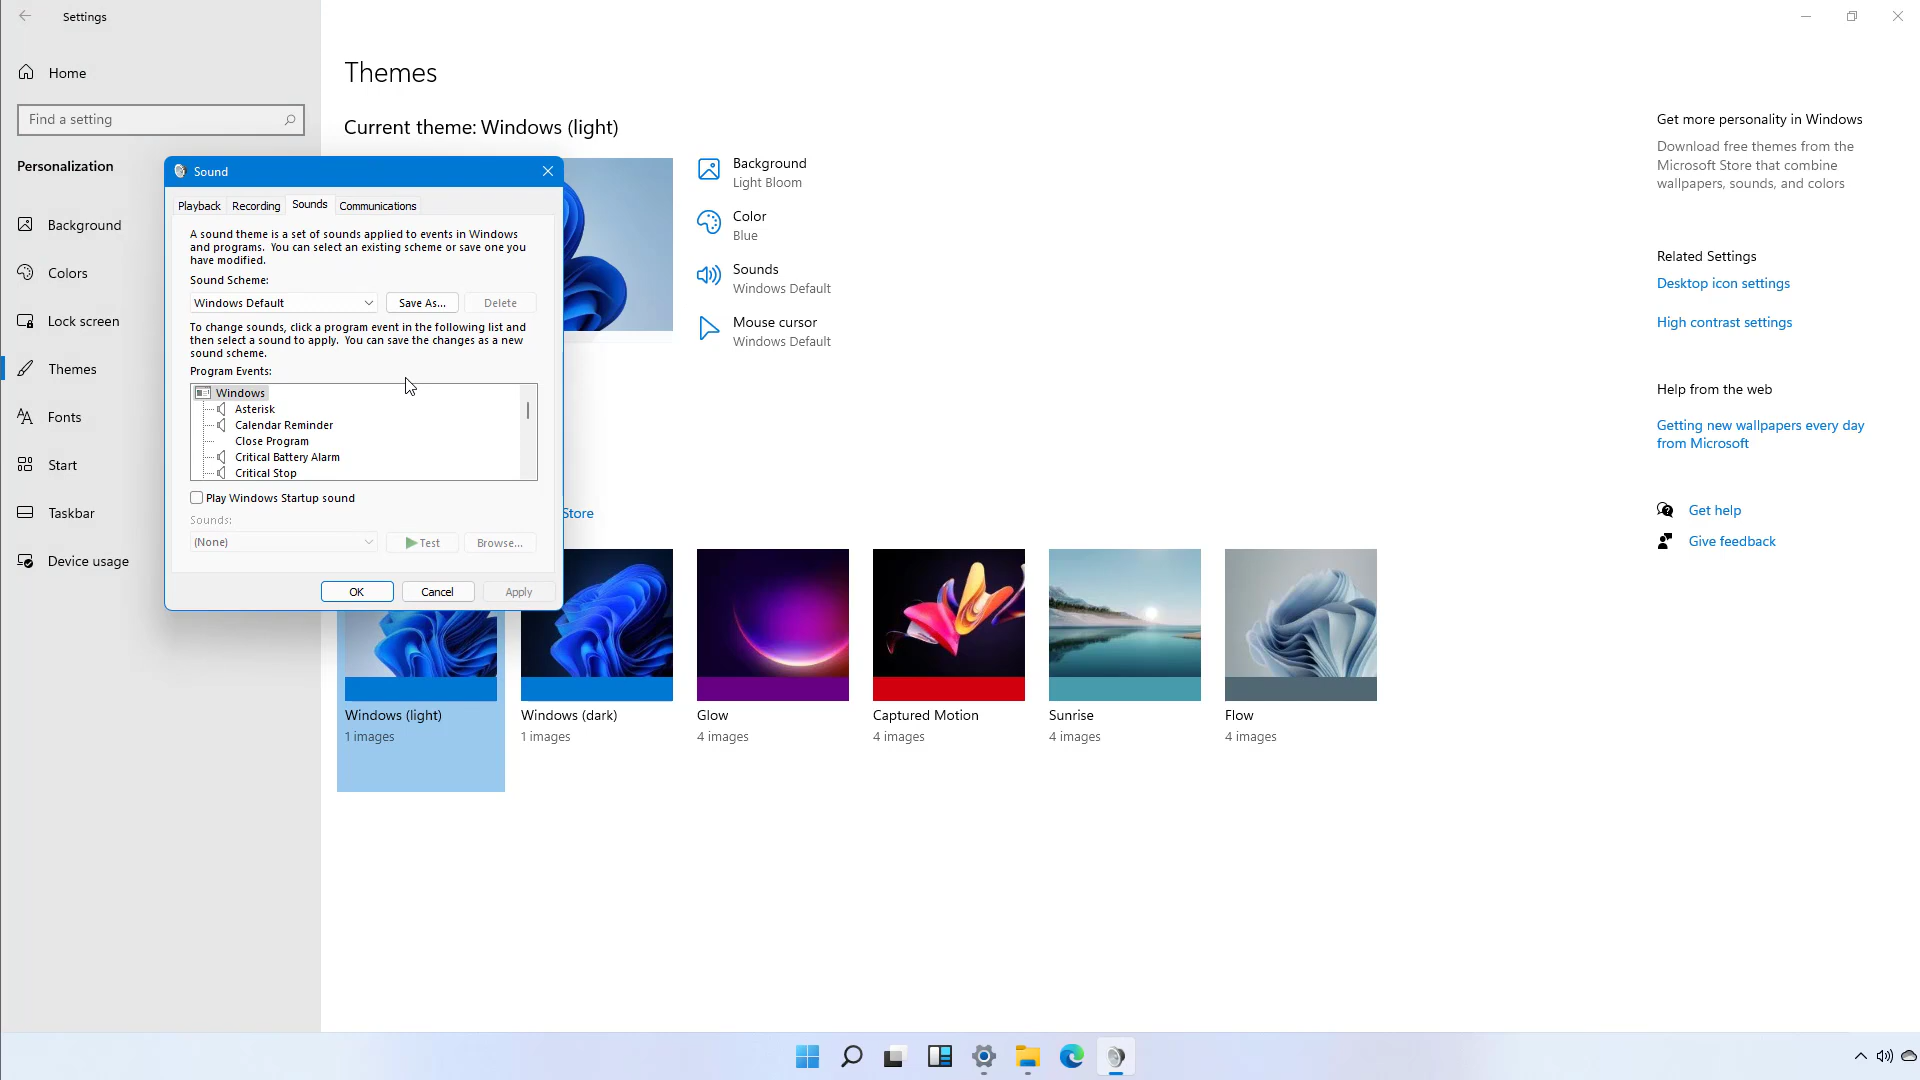 Settings
Home
Find a setting
Personalization
Background
Colors
Lock screen
Themes
Fonts
Start
Taskbar
Device usage
Themes
Current theme: Windows (light)
Background
Light Bloom
Color
Blue
Sounds
Windows Default
Mouse cursor
Windows Default
Sound
Playback Recording Sounds Communications
A sound theme is a set of sounds applied to events in Windows
and programs. You can select an existing scheme or save one you
have modified.
Sound Scheme:
Windows Default Save As... Delete
To change sounds, click a program event in the following list and
then select a sound to apply. You can save the changes as a new
sound scheme.
Program Events:
Windows
Asterisk
Calendar Reminder
Close Program
Critical Battery Alarm
Critical Stop
Play Windows Startup sound
Sounds:
(None) Test Browse...
OK Cancel Apply
Store
Windows (light)
1 images
Windows (dark)
1 images
Glow
4 images
Captured Motion
4 images
Sunrise
4 images
Flow
4 images
Get more personality in Windows
Download free themes from the
Microsoft Store that combine
wallpapers, sounds, and colors
Related Settings
Desktop icon settings
High contrast settings
Help from the web
Getting new wallpapers every day
from Microsoft
Get help
Give feedback